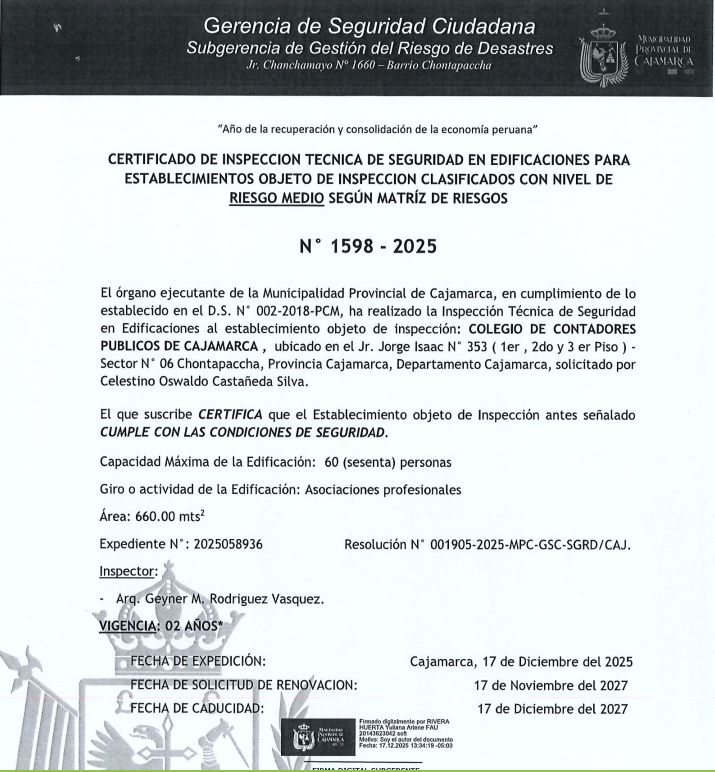 Gerencia de Seguridad Ciudadana
Subgerencia de Gestión del Riesgo de Desastres
Jr. Chanchamayo N° 1660 – Barrio Chontapaccha
MUNICIPALIDAD
PROVINCIAL DE
CAJAMARCA
"Año de la recuperación y consolidación de la economía peruana"
CERTIFICADO DE INSPECCION TECNICA DE SEGURIDAD EN EDIFICACIONES PARA
ESTABLECIMIENTOS OBJETO DE INSPECCION CLASIFICADOS CON NIVEL DE
RIESGO MEDIO SEGÚN MATRÍZ DE RIESGOS
N° 1598 - 2025
El órgano ejecutante de la Municipalidad Provincial de Cajamarca, en cumplimiento de lo
establecido en el D.S. N° 002-2018-PCM, ha realizado la Inspección Técnica de Seguridad
en Edificaciones al establecimiento objeto de inspección: COLEGIO DE CONTADORES
PUBLICOS DE CAJAMARCA , ubicado en el Jr. Jorge Isaac N° 353 ( 1er , 2do y 3 er Piso ) -
Sector N° 06 Chontapaccha, Provincia Cajamarca, Departamento Cajamarca, solicitado por
Celestino Oswaldo Castañeda Silva.
El que suscribe CERTIFICA que el Establecimiento objeto de Inspección antes señalado
CUMPLE CON LAS CONDICIONES DE SEGURIDAD.
Capacidad Máxima de la Edificación: 60 (sesenta) personas
Giro o actividad de la Edificación: Asociaciones profesionales
Área: 660.00 mts²
Expediente N°: 2025058936 Resolución N° 001905-2025-MPC-GSC-SGRD/CAJ.
Inspector:
- Arq. Geyner M. Rodriguez Vasquez.
VIGENCIA: 02 AÑOS*
FECHA DE EXPEDICIÓN: Cajamarca, 17 de Diciembre del 2025
FECHA DE SOLICITUD DE RENOVACION: 17 de Noviembre del 2027
FECHA DE CADUCIDAD: 17 de Diciembre del 2027
MUNICIPALIDAD
PROVINCIAL DE
CAJAMARCA
Firmado digitalmente por RIVERA
HUERTA Yuliana Arlene FAU
20143623042 soft
Motivo: Soy el autor del documento
Fecha: 17.12.2025 13:34:19 -05:00
FIRMA DIGITAL SUBGERENTE